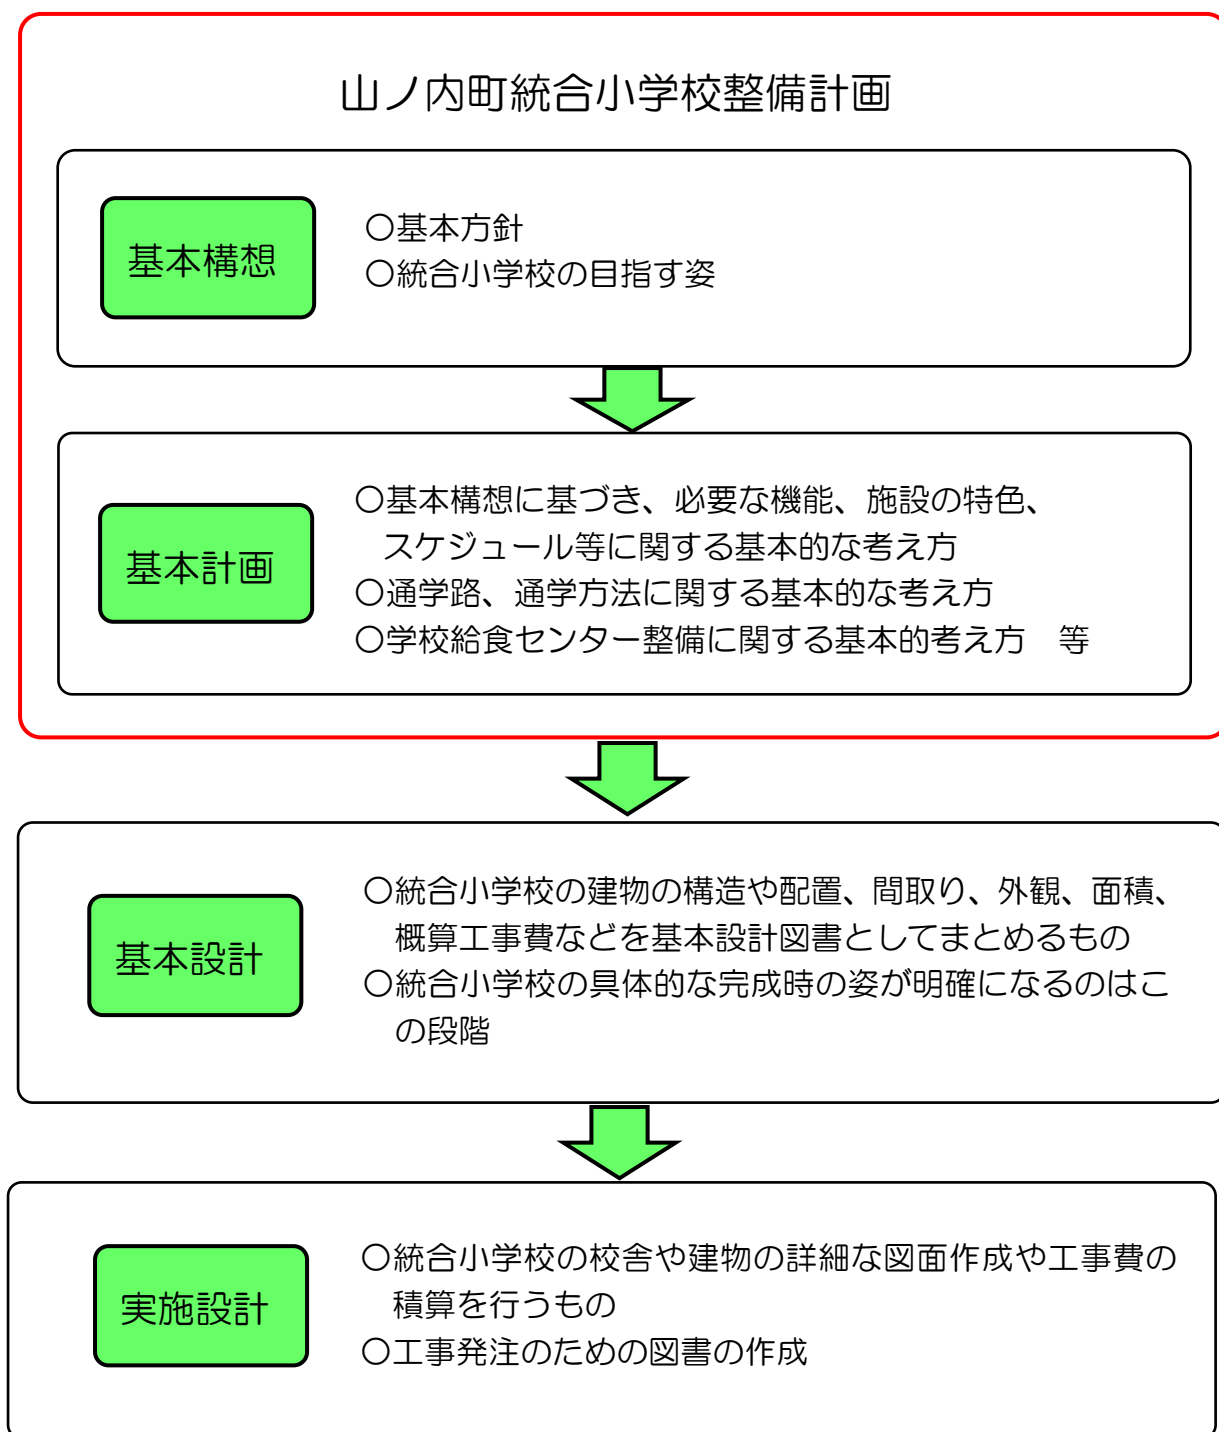 山ノ内町統合小学校整備計画
基本構想
〇基本方針
〇統合小学校の目指す姿
基本計画
〇基本構想に基づき、必要な機能、施設の特色、
スケジュール等に関する基本的な考え方
〇通学路、通学方法に関する基本的な考え方
〇学校給食センター整備に関する基本的考え方　等
基本設計
〇統合小学校の建物の構造や配置、間取り、外観、面積、
概算工事費などを基本設計図書としてまとめるもの
〇統合小学校の具体的な完成時の姿が明確になるのはこ
の段階
実施設計
〇統合小学校の校舎や建物の詳細な図面作成や工事費の
積算を行うもの
〇工事発注のための図書の作成